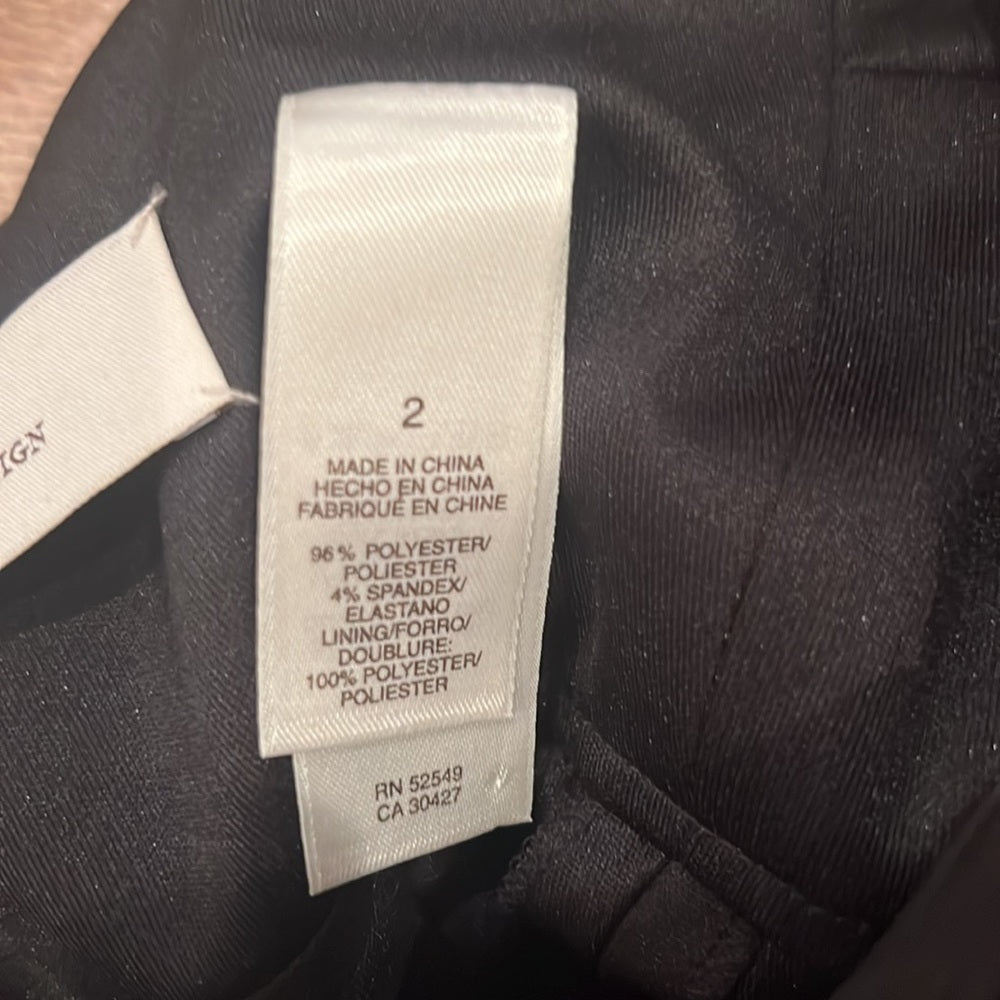 IGN
2
MADE IN CHINA
HECHO EN CHINA
FABRIQUÉ EN CHINE
96% POLYESTER/
POLIESTER
4% SPANDEX/
ELASTANO
LINING/FORRO/
DOUBLURE:
100% POLYESTER/
POLIESTER
RN 52549
CA 30427